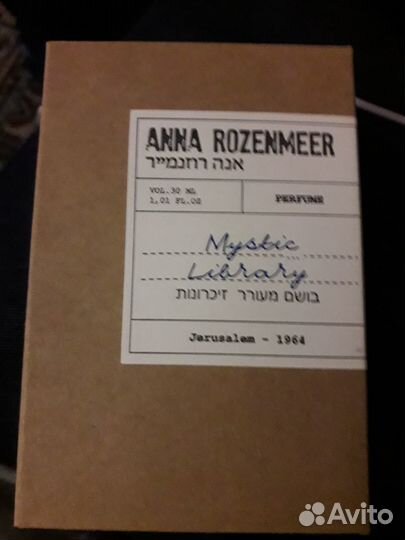 ANNA ROZENMEER
אנה רוזנמייר
VOL.30 ML
1,01 FL.OZ
PERFUME
Mystic
Library
בושם מעורר זיכרונות
Jerusalem - 1964
Avito